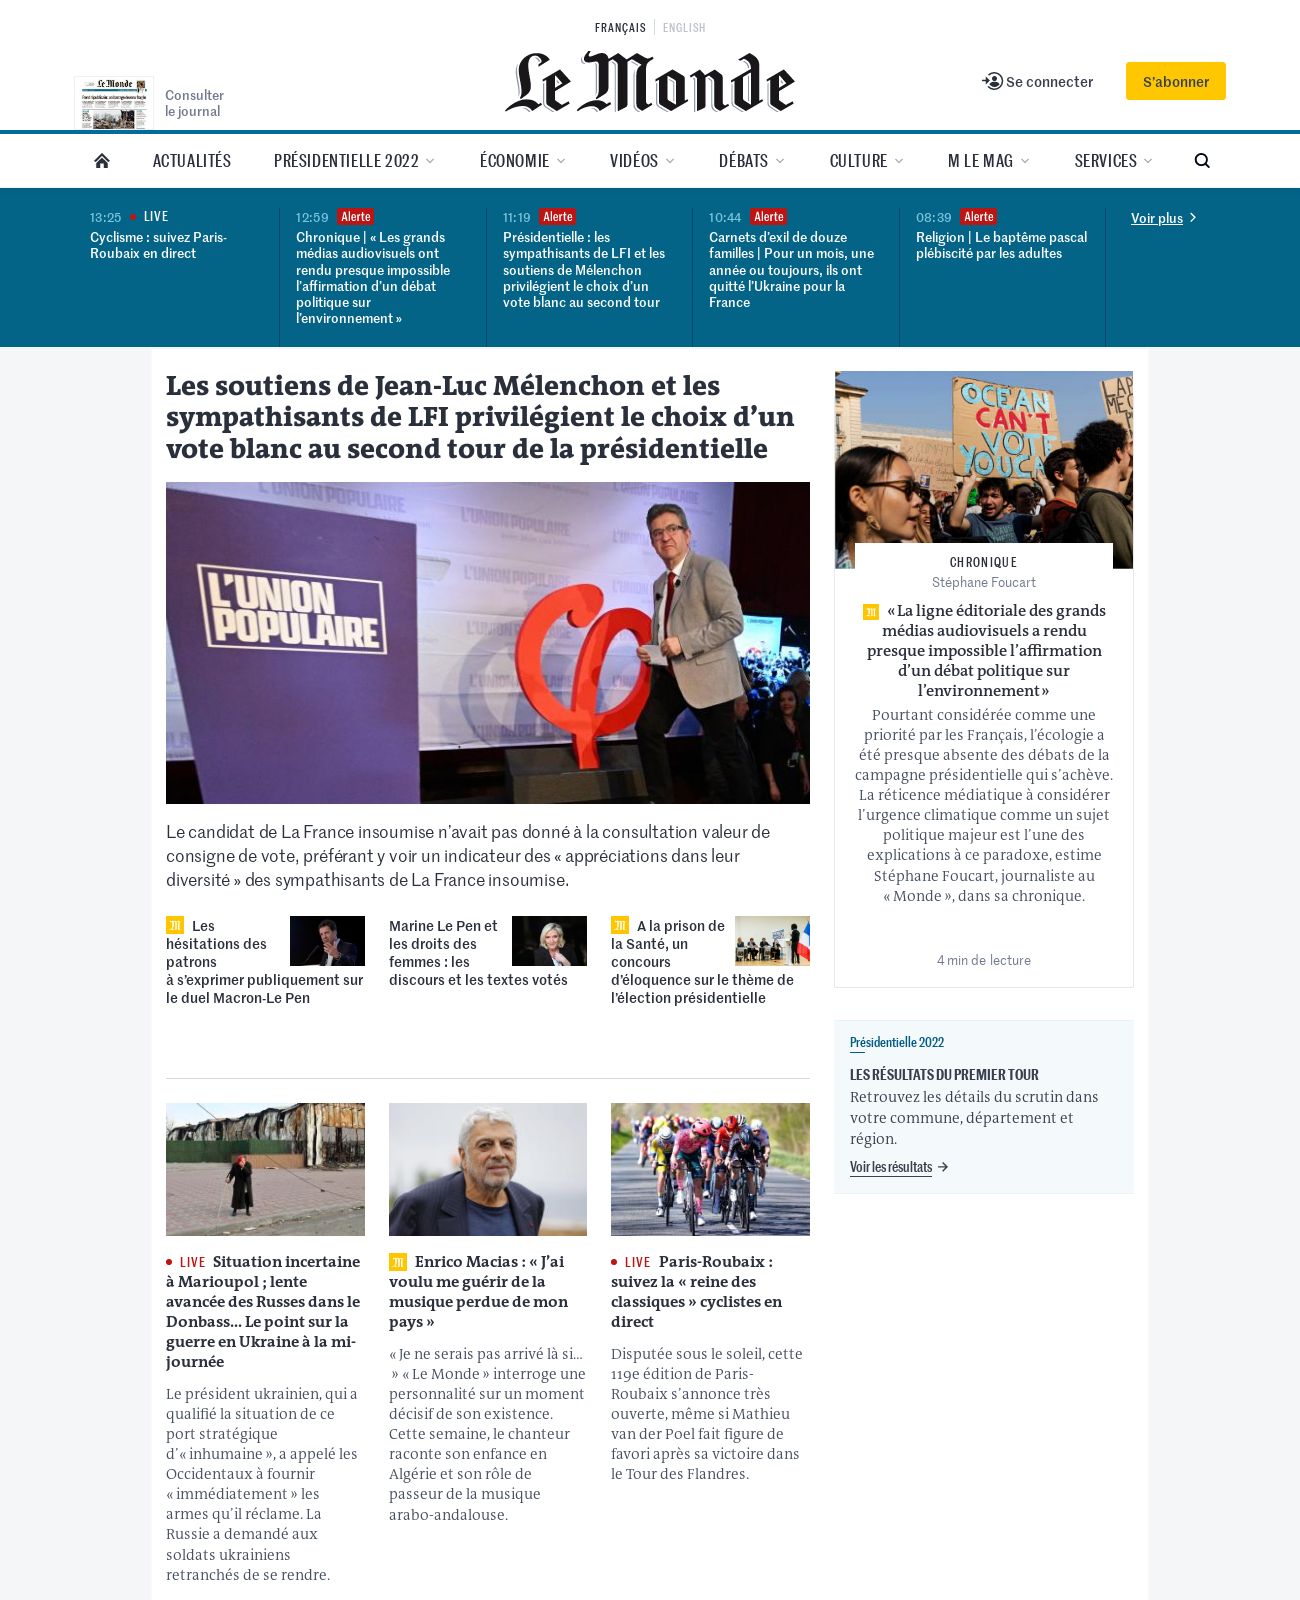 FRANÇAIS
ENGLISH
Le Monde
Consulter
le journal
Le Monde
Se connecter
S'abonner
ACTUALITÉS
PRÉSIDENTIELLE 2022
ÉCONOMIE
VIDÉOS
DÉBATS
CULTURE
M LE MAG
SERVICES
13:25 LIVE
Cyclisme : suivez Paris-
Roubaix en direct
12:59 Alerte
Chronique | « Les grands
médias audiovisuels ont
rendu presque impossible
l’affirmation d’un débat
politique sur
l’environnement »
11:19 Alerte
Présidentielle : les
sympathisants de LFI et les
soutiens de Mélenchon
privilégient le choix d’un
vote blanc au second tour
10:44 Alerte
Carnets d’exil de douze
familles | Pour un mois, une
année ou toujours, ils ont
quitté l’Ukraine pour la
France
08:39 Alerte
Religion | Le baptême pascal
plébiscité par les adultes
Voir plus
Les soutiens de Jean-Luc Mélenchon et les
sympathisants de LFI privilégient le choix d’un
vote blanc au second tour de la présidentielle
L'UNION POPULAIRE
L'UNION POPULAIRE
L'UNION
POPULAIRE
Le candidat de La France insoumise n’avait pas donné à la consultation valeur de
consigne de vote, préférant y voir un indicateur des « appréciations dans leur
diversité » des sympathisants de La France insoumise.
Les
hésitations des
patrons
à s’exprimer publiquement sur
le duel Macron-Le Pen
Marine Le Pen et
les droits des
femmes : les
discours et les textes votés
A la prison de
la Santé, un
concours
d’éloquence sur le thème de
l’élection présidentielle
OCEAN
CAN'T
VOTE
YOU CAN
CHRONIQUE
Stéphane Foucart
« La ligne éditoriale des grands
médias audiovisuels a rendu
presque impossible l’affirmation
d’un débat politique sur
l’environnement »
Pourtant considérée comme une
priorité par les Français, l’écologie a
été presque absente des débats de la
campagne présidentielle qui s’achève.
La réticence médiatique à considérer
l’urgence climatique comme un sujet
politique majeur est l’une des
explications à ce paradoxe, estime
Stéphane Foucart, journaliste au
« Monde », dans sa chronique.
4 min de lecture
Présidentielle 2022
LES RÉSULTATS DU PREMIER TOUR
Retrouvez les détails du scrutin dans
votre commune, département et
région.
Voir les résultats
LIVE Situation incertaine
à Marioupol ; lente
avancée des Russes dans le
Donbass… Le point sur la
guerre en Ukraine à la mi-
journée
Le président ukrainien, qui a
qualifié la situation de ce
port stratégique
d’« inhumaine », a appelé les
Occidentaux à fournir
« immédiatement » les
armes qu’il réclame. La
Russie a demandé aux
soldats ukrainiens
retranchés de se rendre.
Enrico Macias : « J’ai
voulu me guérir de la
musique perdue de mon
pays »
« Je ne serais pas arrivé là si…
» « Le Monde » interroge une
personnalité sur un moment
décisif de son existence.
Cette semaine, le chanteur
raconte son enfance en
Algérie et son rôle de
passeur de la musique
arabo-andalouse.
LIVE Paris-Roubaix :
suivez la « reine des
classiques » cyclistes en
direct
Disputée sous le soleil, cette
119e édition de Paris-
Roubaix s’annonce très
ouverte, même si Mathieu
van der Poel fait figure de
favori après sa victoire dans
le Tour des Flandres.